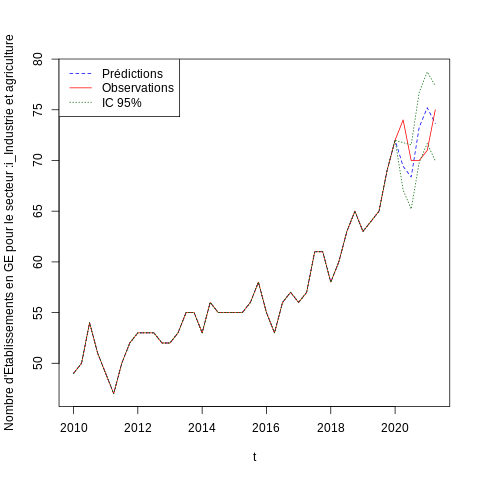 Nombre d'Etablissements en GE pour le secteur :i_Industrie et agriculture
80
75
70
65
60
55
50
Prédictions
Observations
IC 95%
2010 2012 2014 2016 2018 2020
t